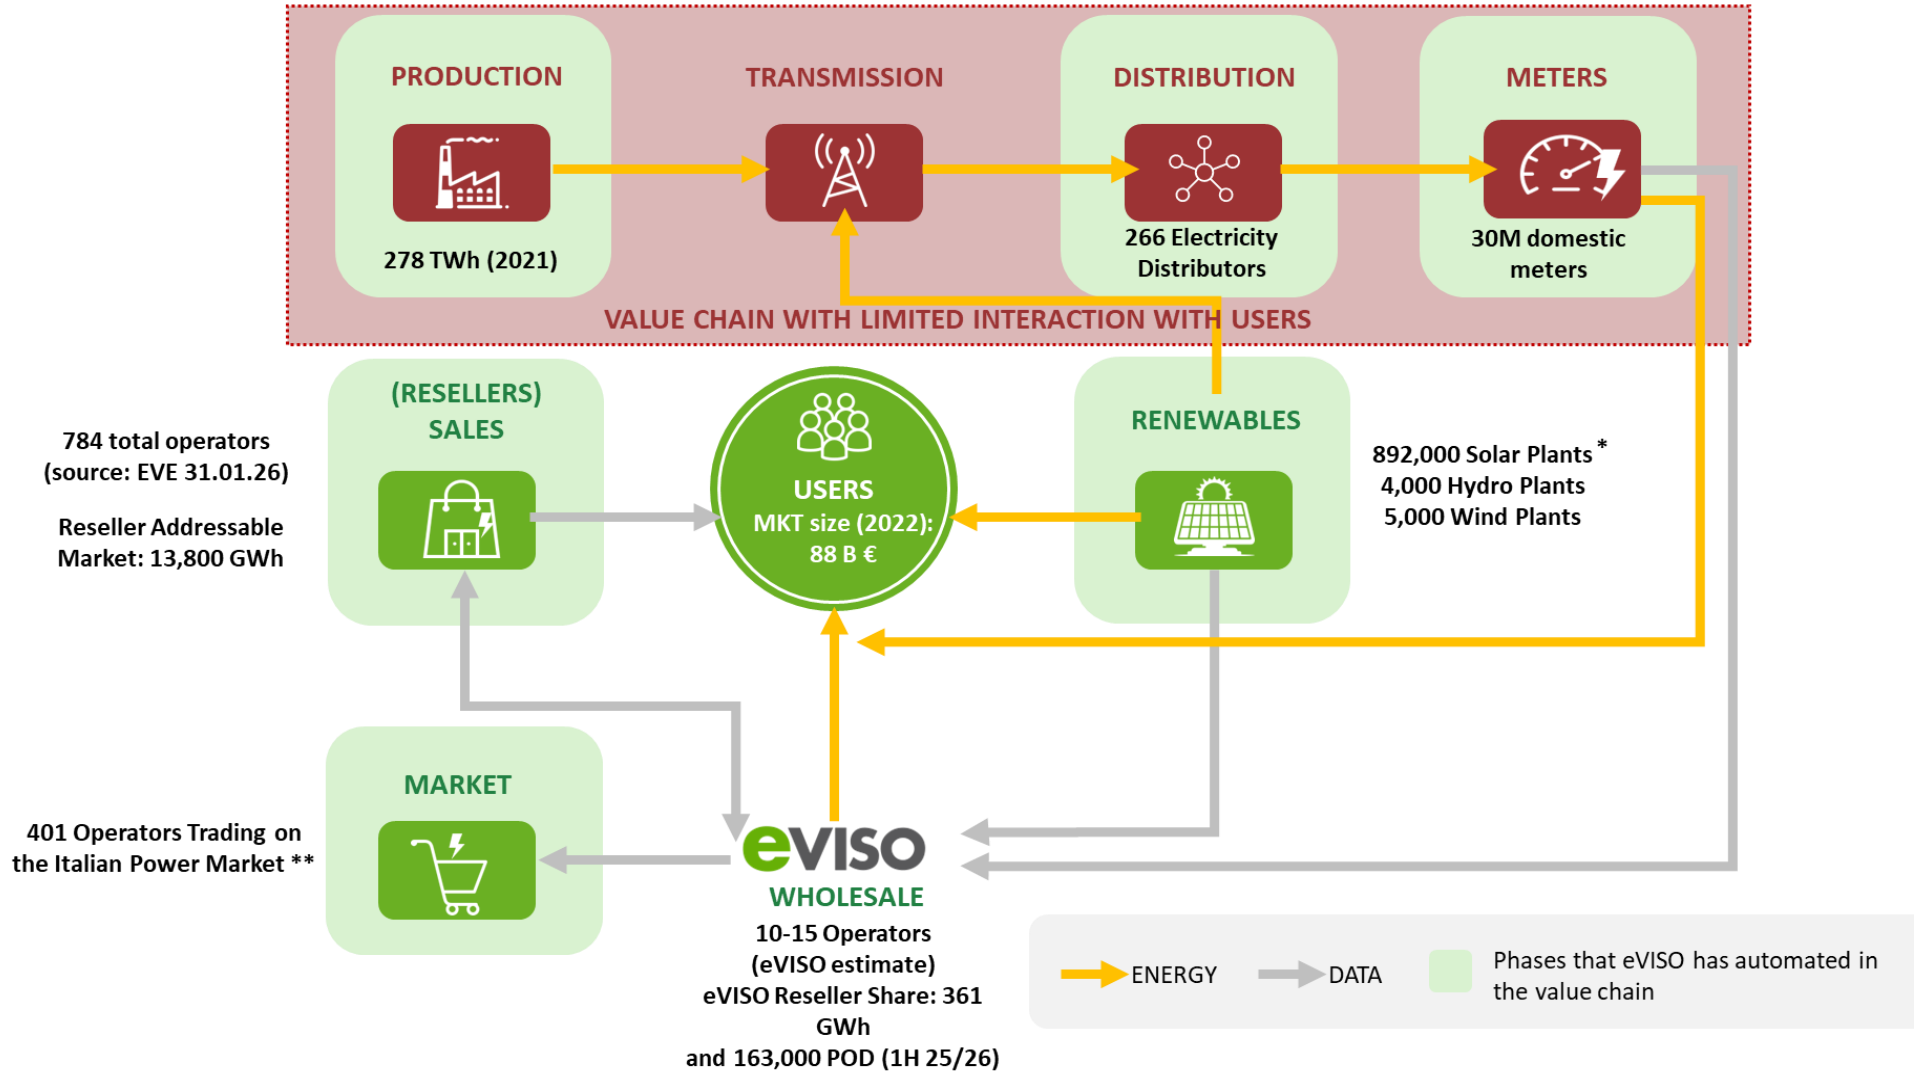 PRODUCTION
TRANSMISSION
DISTRIBUTION
METERS
278 TWh (2021)
266 Electricity
Distributors
30M domestic
meters
VALUE CHAIN WITH LIMITED INTERACTION WITH USERS
(RESELLERS)
SALES
784 total operators
(source: EVE 31.01.26)
Reseller Addressable
Market: 13,800 GWh
USERS
MKT size (2022):
88 B €
RENEWABLES
892,000 Solar Plants *
4,000 Hydro Plants
5,000 Wind Plants
MARKET
401 Operators Trading on
the Italian Power Market **
eVISO
WHOLESALE
10-15 Operators
(eVISO estimate)
eVISO Reseller Share: 361
GWh
and 163,000 POD (1H 25/26)
ENERGY
DATA
Phases that eVISO has automated in
the value chain